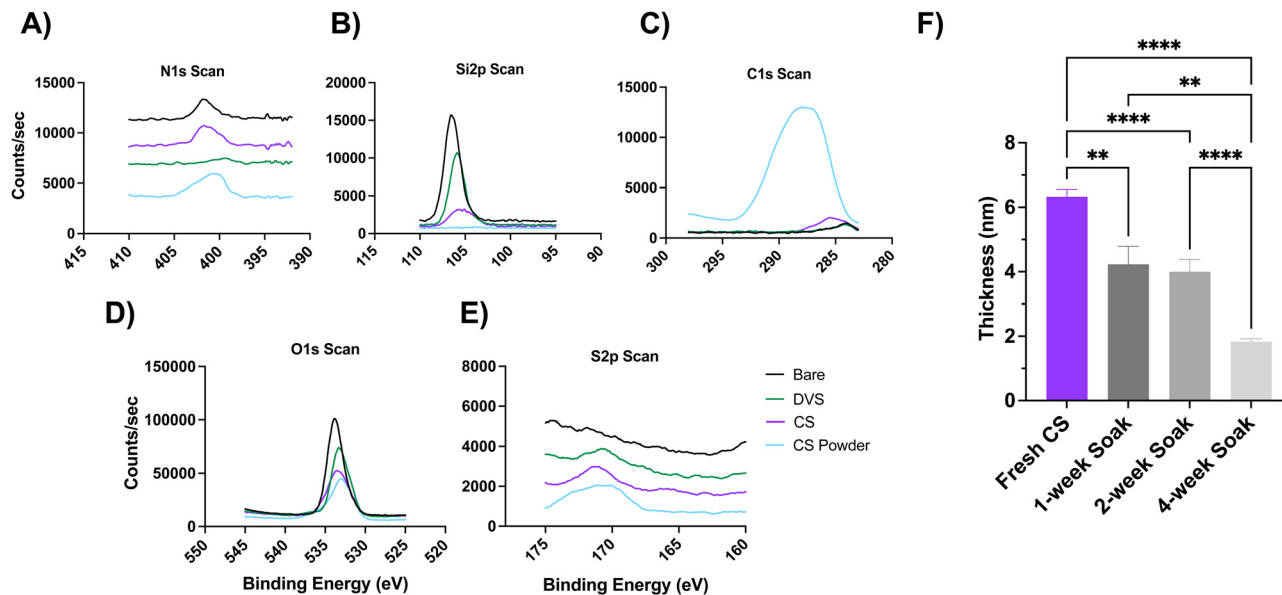 A)
N1s Scan
15000
10000
5000
0
415
410
405
400
395
390
Counts/sec
B)
Si2p Scan
20000
15000
10000
5000
0
115
110
105
100
95
90
C)
C1s Scan
15000
10000
5000
0
300
295
290
285
280
D)
O1s Scan
150000
100000
50000
0
550
545
540
535
530
525
520
Counts/sec
Binding Energy (eV)
E)
S2p Scan
8000
6000
4000
2000
0
175
170
165
160
Binding Energy (eV)
Bare
DVS
CS
CS Powder
F)
****
**
****
**
****
8
6
4
2
0
Thickness (nm)
Fresh CS
1-week Soak
2-week Soak
4-week Soak